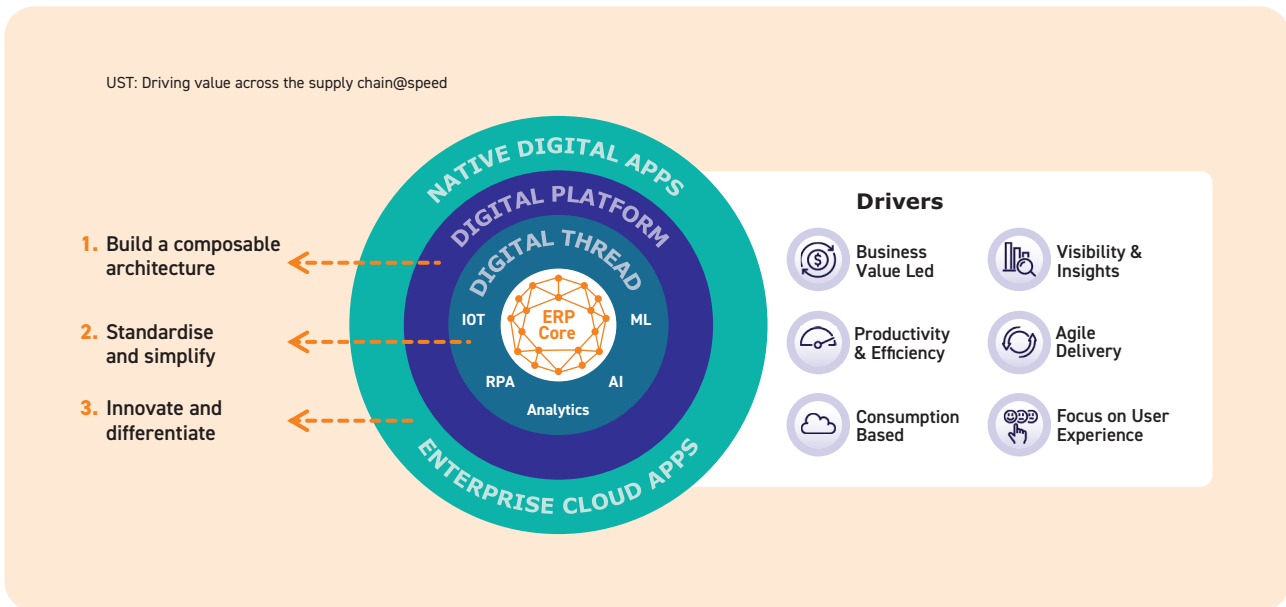 UST: Driving value across the supply chain@speed
1. Build a composable
architecture
2. Standardise
and simplify
3. Innovate and
differentiate
NATIVE DIGITAL APPS
DIGITAL PLATFORM
DIGITAL THREAD
IOT
ERP
Core
ML
RPA
AI
Analytics
ENTERPRISE CLOUD APPS
Drivers
Business
Value Led
Visibility &
Insights
Productivity
& Efficiency
Agile
Delivery
Consumption
Based
Focus on User
Experience